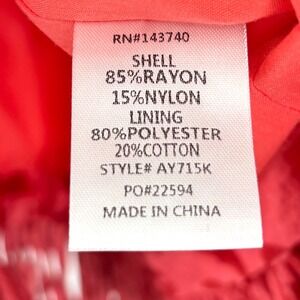 RN#143740
SHELL
85%RAYON
15%NYLON
LINING
80%POLYESTER
20%COTTON
STYLE# AY715K
PO#22594
MADE IN CHINA